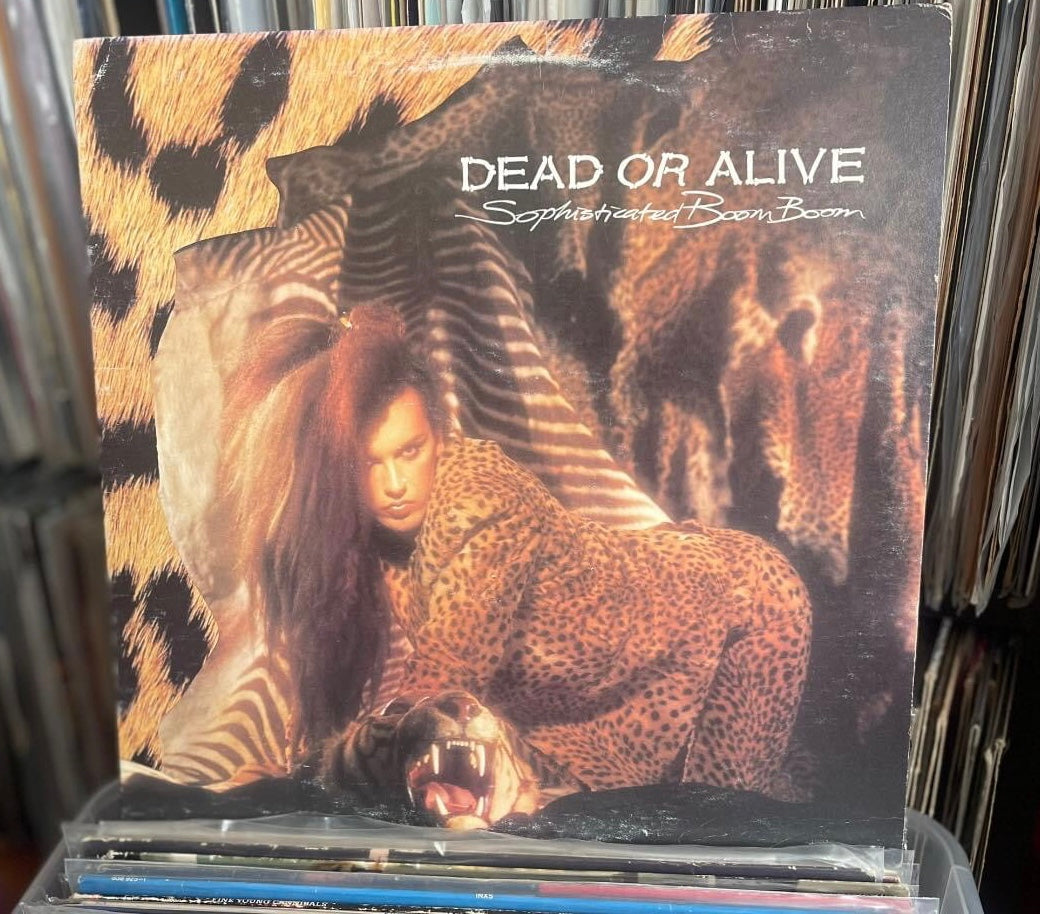 DEAD OR ALIVE
Sophisticated Boom Boom
INXS
FINE YOUNG CANNIBALS